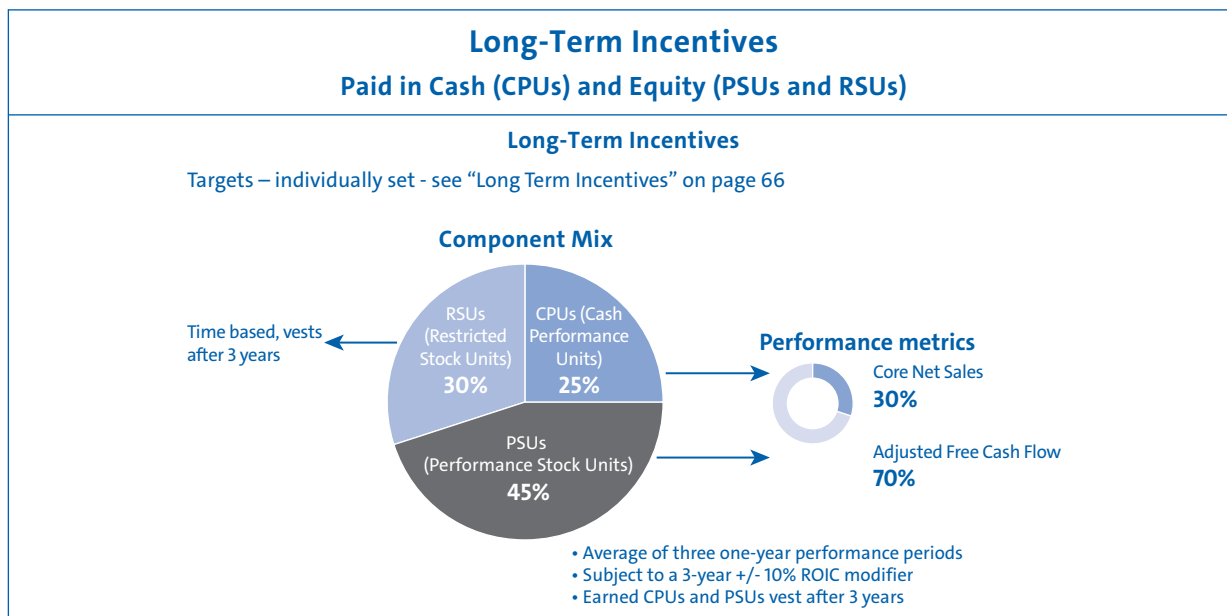 Long-Term Incentives
Paid in Cash (CPUs) and Equity (PSUs and RSUs)
Long-Term Incentives
Targets – individually set - see “Long Term Incentives” on page 66
Component Mix
Time based, vests
after 3 years
RSUs
(Restricted
Stock Units)
30%
CPUs (Cash
Performance
Units)
25%
PSUs
(Performance Stock Units)
45%
Performance metrics
Core Net Sales
30%
Adjusted Free Cash Flow
70%
• Average of three one-year performance periods
• Subject to a 3-year +/- 10% ROIC modifier
• Earned CPUs and PSUs vest after 3 years